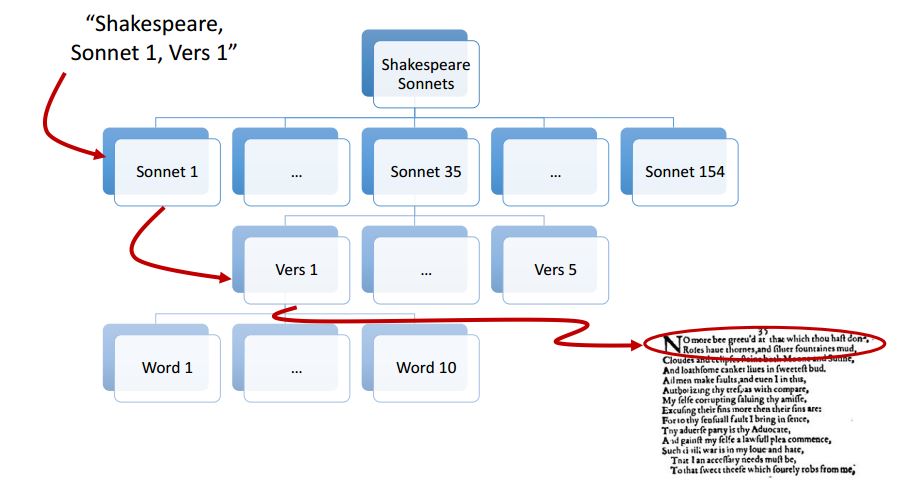 “Shakespeare,
Sonnet 1, Vers 1”
Shakespeare
Sonnets
Sonnet 1
...
Sonnet 35
...
Sonnet 154
Vers 1
...
Vers 5
Word 1
...
Word 10
35
NO more bee greeu'd at that which thou haſt done,
Roſes haue thornes, and ſiluer fountaines mud,
Cloudes and eclipſes ſtaine both Moone and Sunne,
And loathſome canker liues in ſweeteſt bud.
All men make faults, and euen I in this,
Authorizing thy treſpas with compare,
My ſelfe corrupting ſaluing thy amiſſe,
Excuſing their ſins more then their ſins are:
For to thy ſenſuall fault I bring in ſence,
Thy aduerſe party is thy Aduocate,
And gainſt my ſelfe a lawfull plea commence,
Such ciuill war is in my loue and hate,
That I an acceſſary needs muſt be,
To that ſweet theefe which ſourely robs from me,